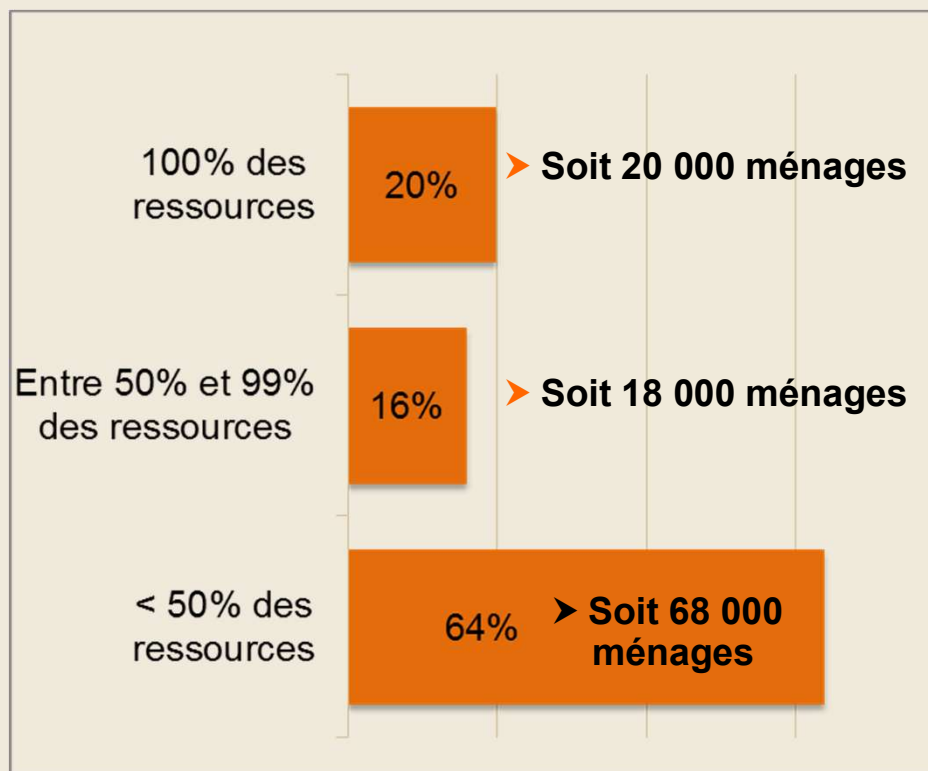 100% des
ressources
20%
➤ Soit 20 000 ménages
Entre 50% et 99%
des ressources
16%
➤ Soit 18 000 ménages
< 50% des
ressources
64%
➤ Soit 68 000
ménages